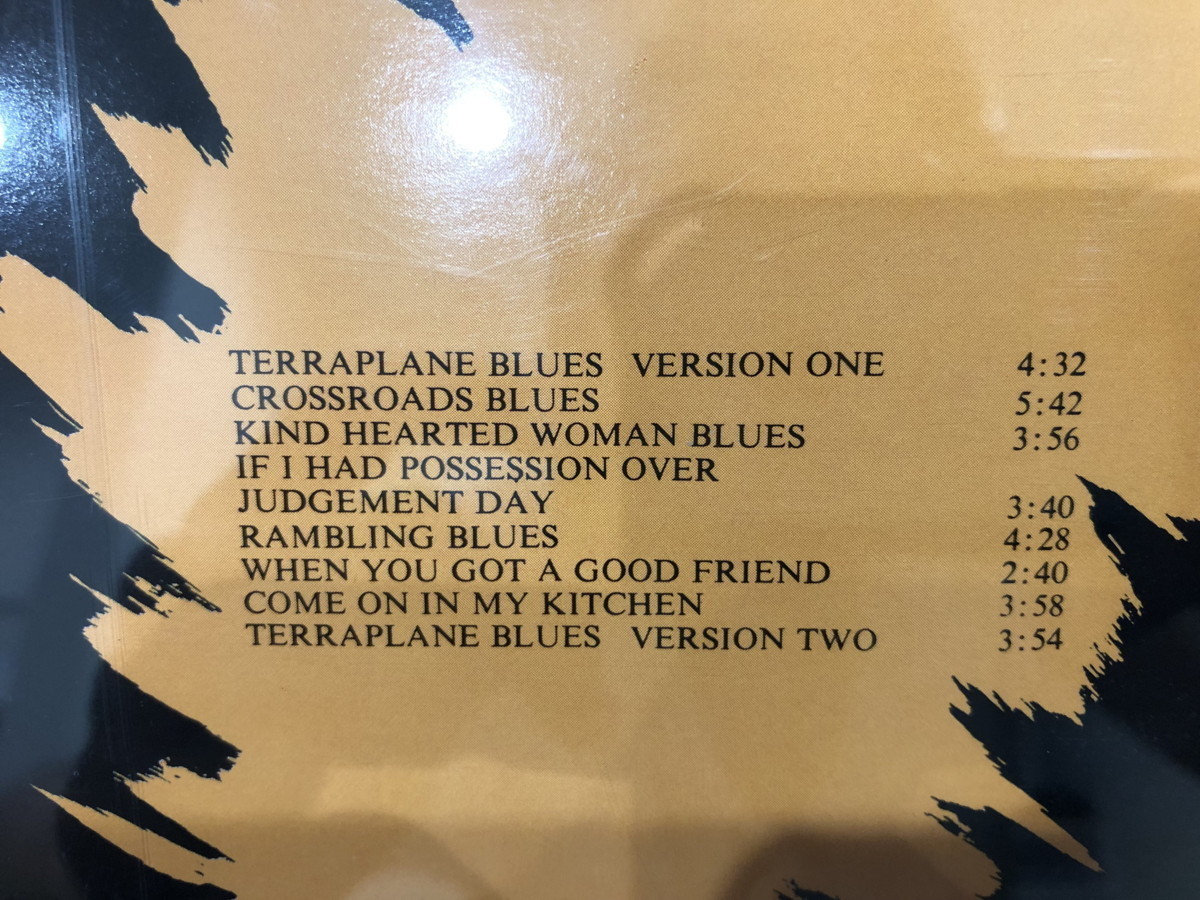 TERRAPLANE BLUES VERSION ONE 4:32
CROSSROADS BLUES 5:42
KIND HEARTED WOMAN BLUES 3:56
IF I HAD POSSESSION OVER
JUDGEMENT DAY 3:40
RAMBLING BLUES 4:28
WHEN YOU GOT A GOOD FRIEND 2:40
COME ON IN MY KITCHEN 3:58
TERRAPLANE BLUES VERSION TWO 3:54